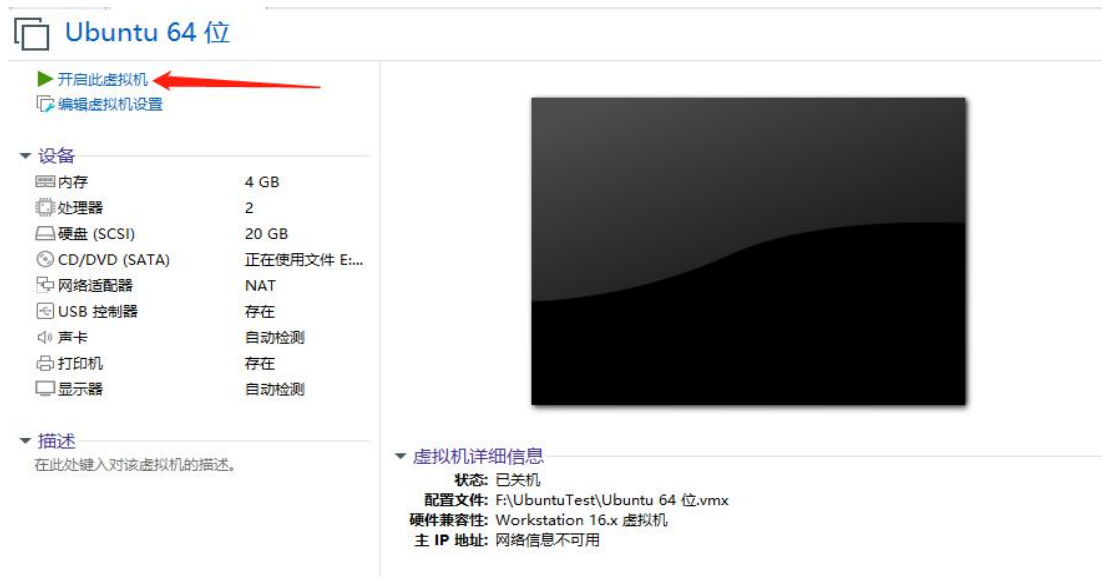 Ubuntu 64 位
开启此虚拟机
编辑虚拟机设置
设备
内存 4 GB
处理器 2
硬盘 (SCSI) 20 GB
CD/DVD (SATA) 正在使用文件 E:...
网络适配器 NAT
USB 控制器 存在
声卡 自动检测
打印机 存在
显示器 自动检测
描述
在此处键入对该虚拟机的描述。
虚拟机详细信息
状态: 已关机
配置文件: F:\UbuntuTest\Ubuntu 64 位.vmx
硬件兼容性: Workstation 16.x 虚拟机
主 IP 地址: 网络信息不可用